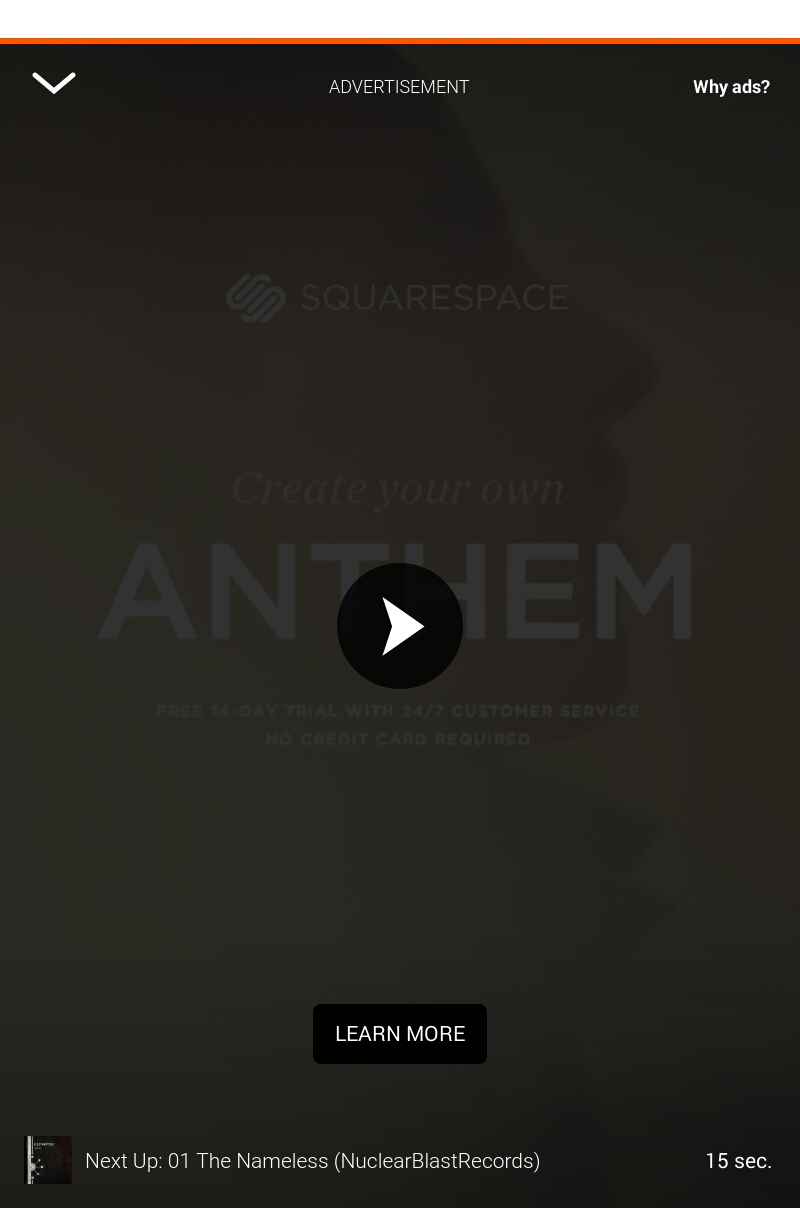 ADVERTISEMENT
Why ads?
SQUARESPACE
Create your own
ANTHEM
FREE 14-DAY TRIAL WITH 24/7 CUSTOMER SERVICE
NO CREDIT CARD REQUIRED
LEARN MORE
Next Up: 01 The Nameless (NuclearBlastRecords)
15 sec.